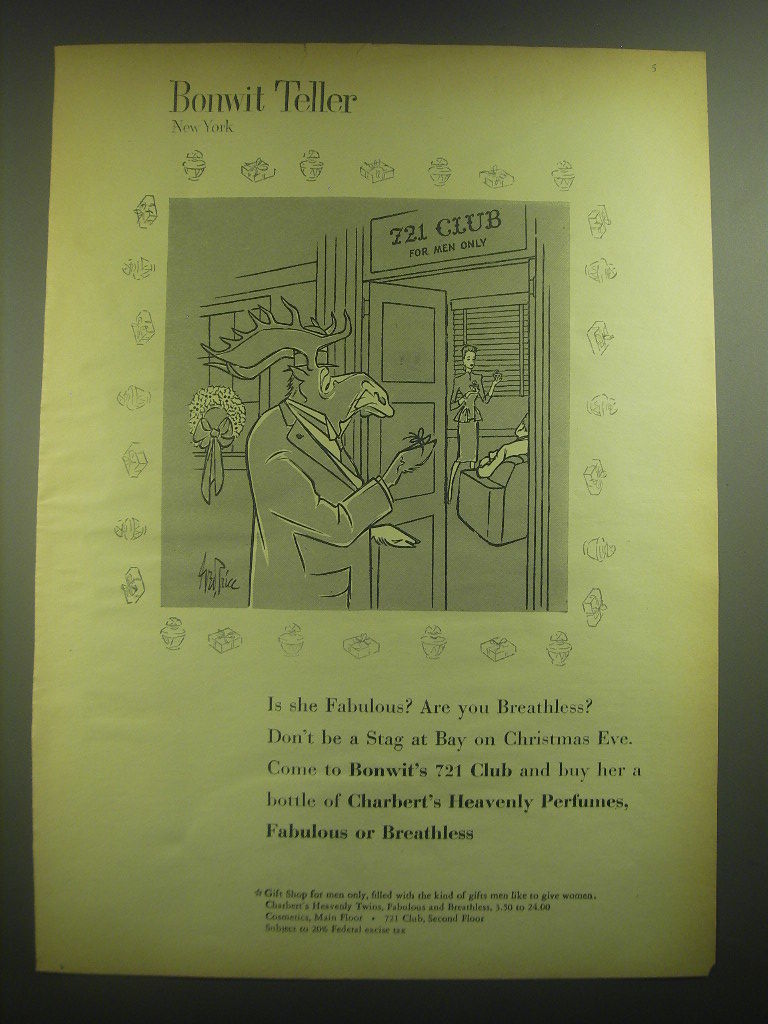 5
Bonwit Teller
New York
721 CLUB
FOR MEN ONLY
Geo. Price
Is she Fabulous? Are you Breathless?
Don't be a Stag at Bay on Christmas Eve.
Come to Bonwit's 721 Club and buy her a
bottle of Charbert's Heavenly Perfumes,
Fabulous or Breathless
☆Gift Shop for men only, filled with the kind of gifts men like to give women.
Charbert's Heavenly Twins, Fabulous and Breathless, 3.50 to 24.00
Cosmetics, Main Floor • 721 Club, Second Floor
Subject to 20% Federal excise tax